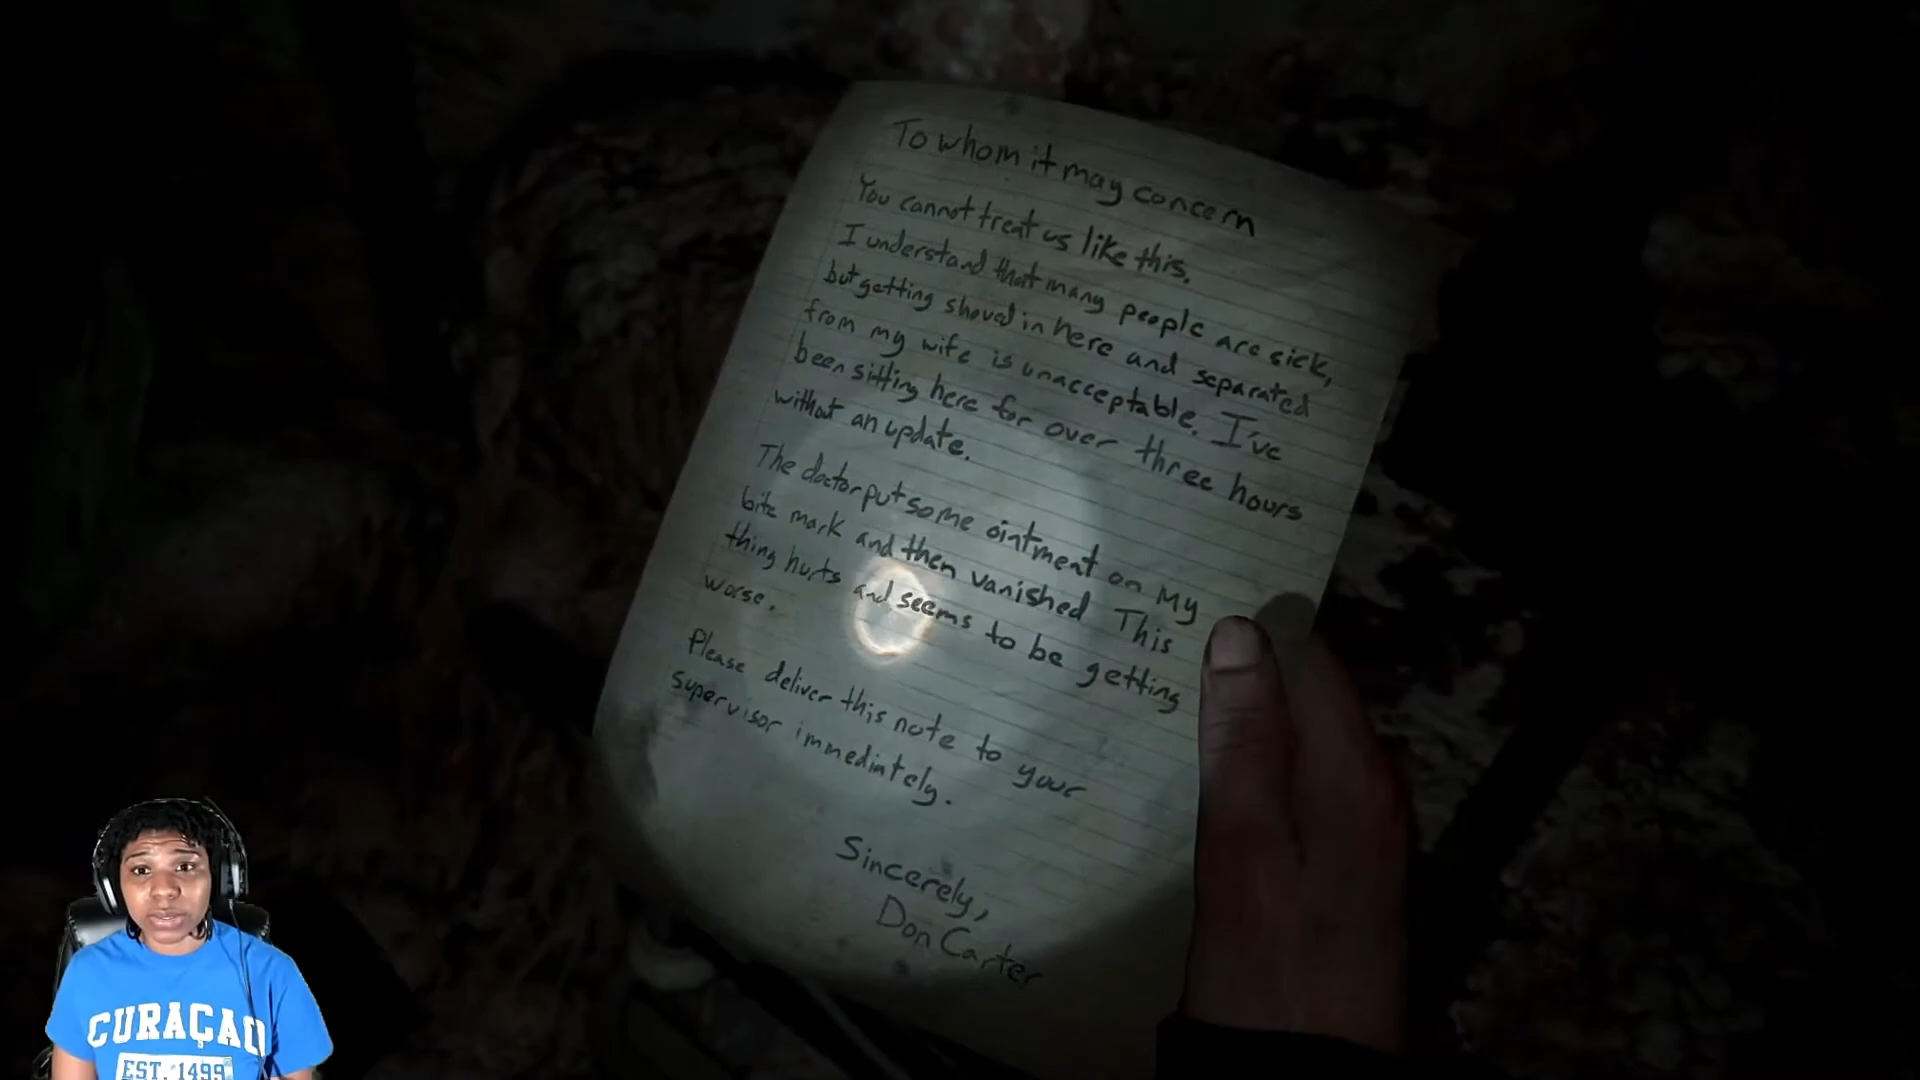 To whom it may concern
You cannot treat us like this.
I understand that many people are sick,
but getting shoved in here and separated
from my wife is unacceptable. I've
been sitting here for over three hours
without an update.
The doctor put some ointment on my
bite mark and then vanished This
thing hurts and seems to be getting
worse.
Please deliver this note to your
supervisor immediately.
Sincerely,
Don Carter
CURAÇAO
EST. 1499